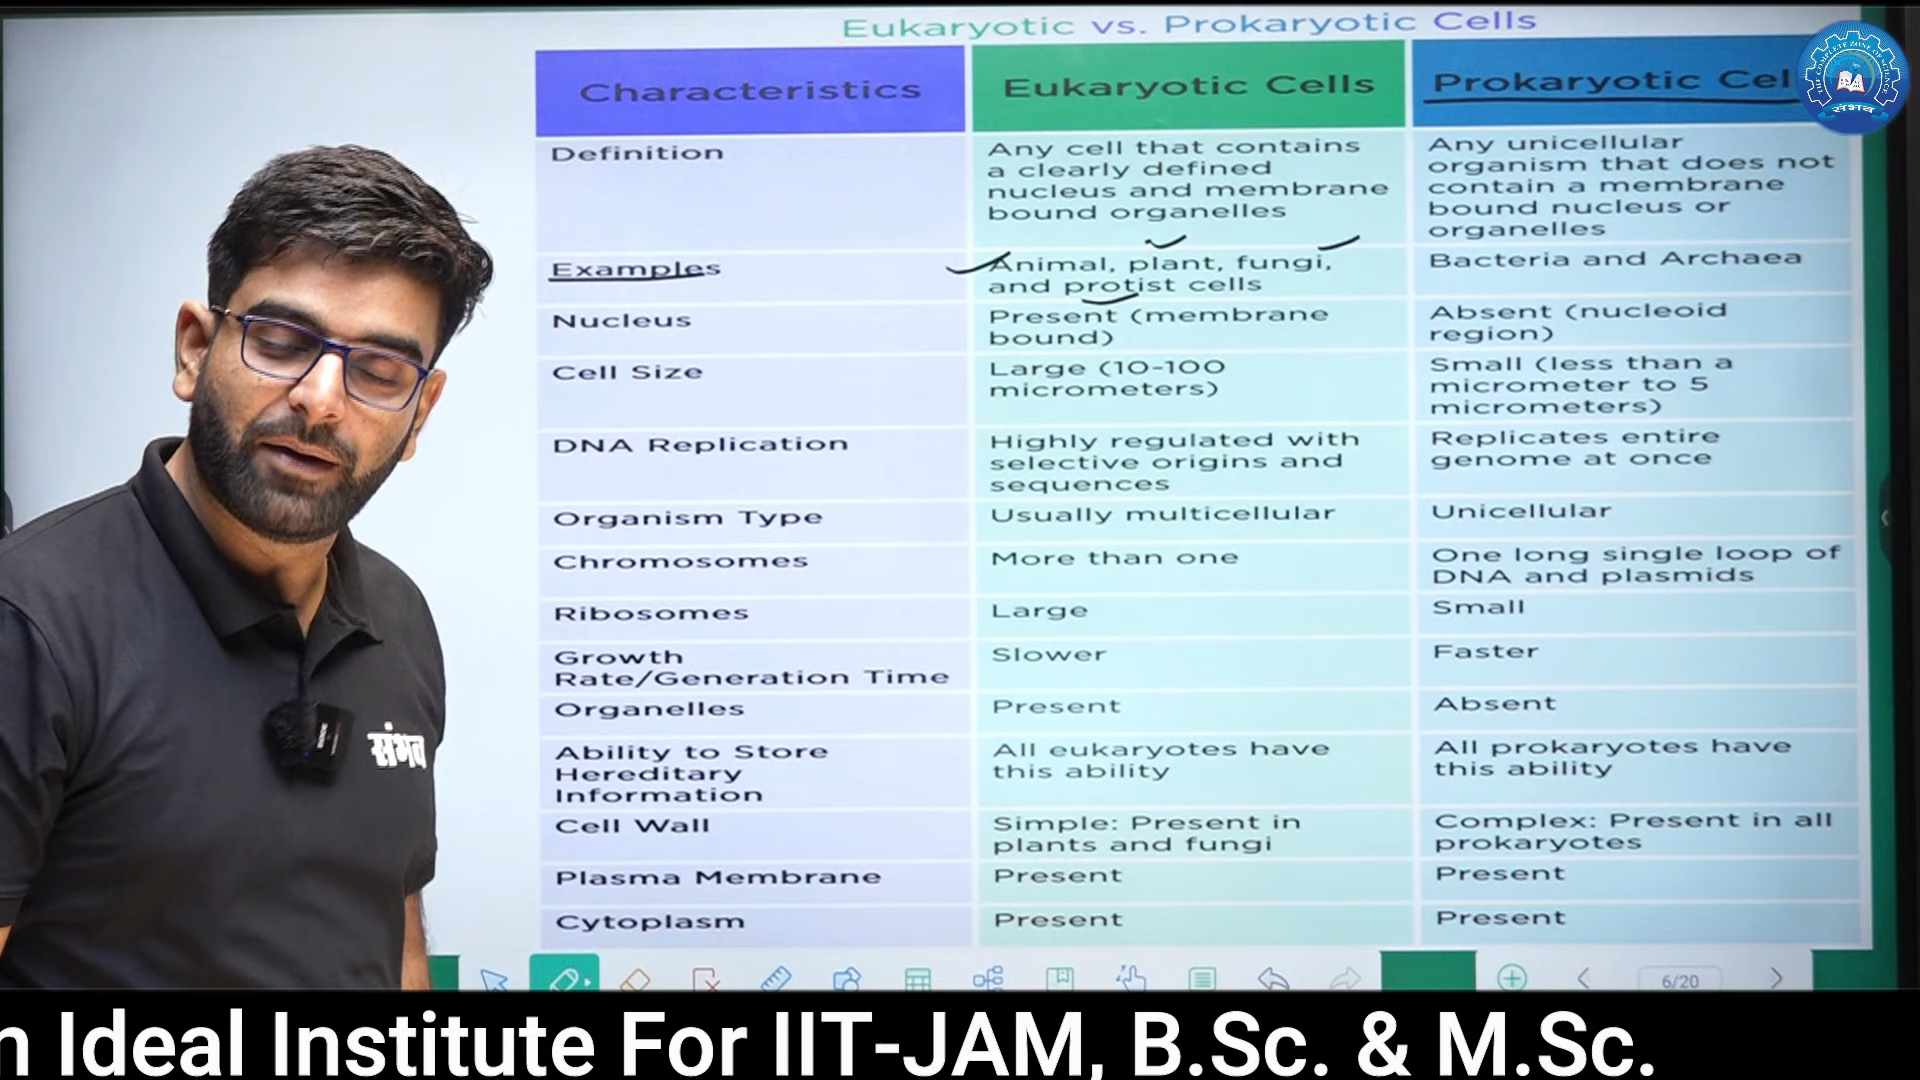 Eukaryotic vs. Prokaryotic Cells
Characteristics
Eukaryotic Cells
Prokaryotic Cel
Definition
Any cell that contains
a clearly defined
nucleus and membrane
bound organelles
Any unicellular
organism that does not
contain a membrane
bound nucleus or
organelles
Examples
Animal, plant, fungi,
and protist cells
Bacteria and Archaea
Nucleus
Present (membrane
bound)
Absent (nucleoid
region)
Cell Size
Large (10-100
micrometers)
Small (less than a
micrometer to 5
micrometers)
DNA Replication
Highly regulated with
selective origins and
sequences
Replicates entire
genome at once
Organism Type
Usually multicellular
Unicellular
Chromosomes
More than one
One long single loop of
DNA and plasmids
Ribosomes
Large
Small
Growth
Rate/Generation Time
Slower
Faster
Organelles
Present
Absent
Ability to Store
Hereditary
Information
All eukaryotes have
this ability
All prokaryotes have
this ability
Cell Wall
Simple: Present in
plants and fungi
Complex: Present in all
prokaryotes
Plasma Membrane
Present
Present
Cytoplasm
Present
Present
6/20
संभव
THE COMPLETE ZONE OF SCIENCE
संभव
n Ideal Institute For IIT-JAM, B.Sc. & M.Sc.